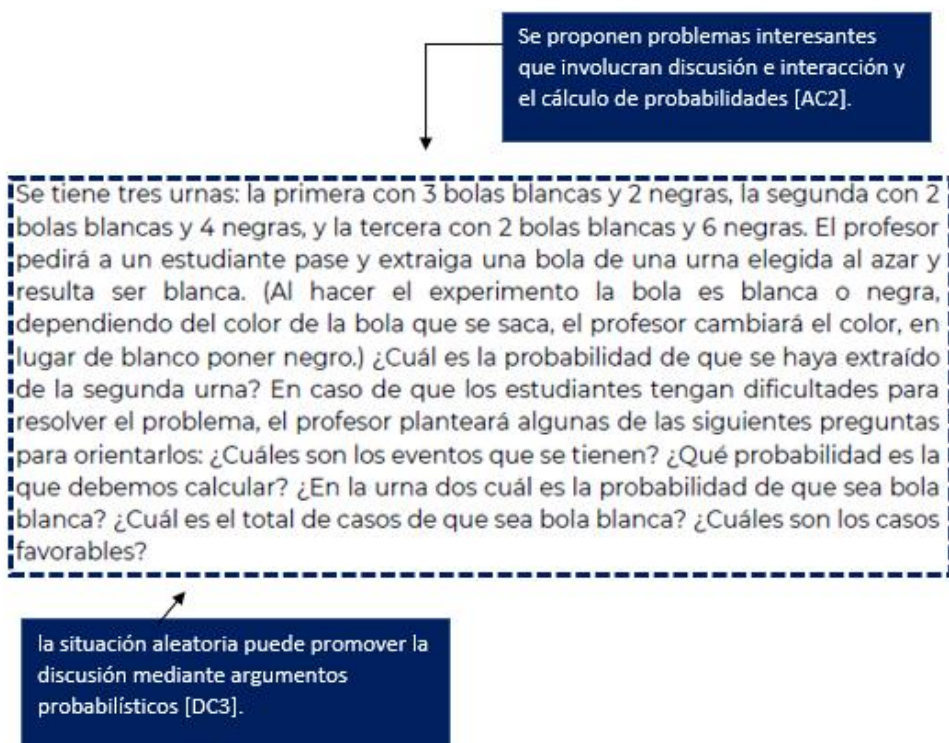 Se proponen problemas interesantes
que involucran discusión e interacción y
el cálculo de probabilidades [AC2].
Se tiene tres urnas: la primera con 3 bolas blancas y 2 negras, la segunda con 2
bolas blancas y 4 negras, y la tercera con 2 bolas blancas y 6 negras. El profesor
pedirá a un estudiante pase y extraiga una bola de una urna elegida al azar y
resulta ser blanca. (Al hacer el experimento la bola es blanca o negra,
dependiendo del color de la bola que se saca, el profesor cambiará el color, en
lugar de blanco poner negro.) ¿Cuál es la probabilidad de que se haya extraído
de la segunda urna? En caso de que los estudiantes tengan dificultades para
resolver el problema, el profesor planteará algunas de las siguientes preguntas
para orientarlos: ¿Cuáles son los eventos que se tienen? ¿Qué probabilidad es la
que debemos calcular? ¿En la urna dos cuál es la probabilidad de que sea bola
blanca? ¿Cuál es el total de casos de que sea bola blanca? ¿Cuáles son los casos
favorables?
la situación aleatoria puede promover la
discusión mediante argumentos
probabilísticos [DC3].